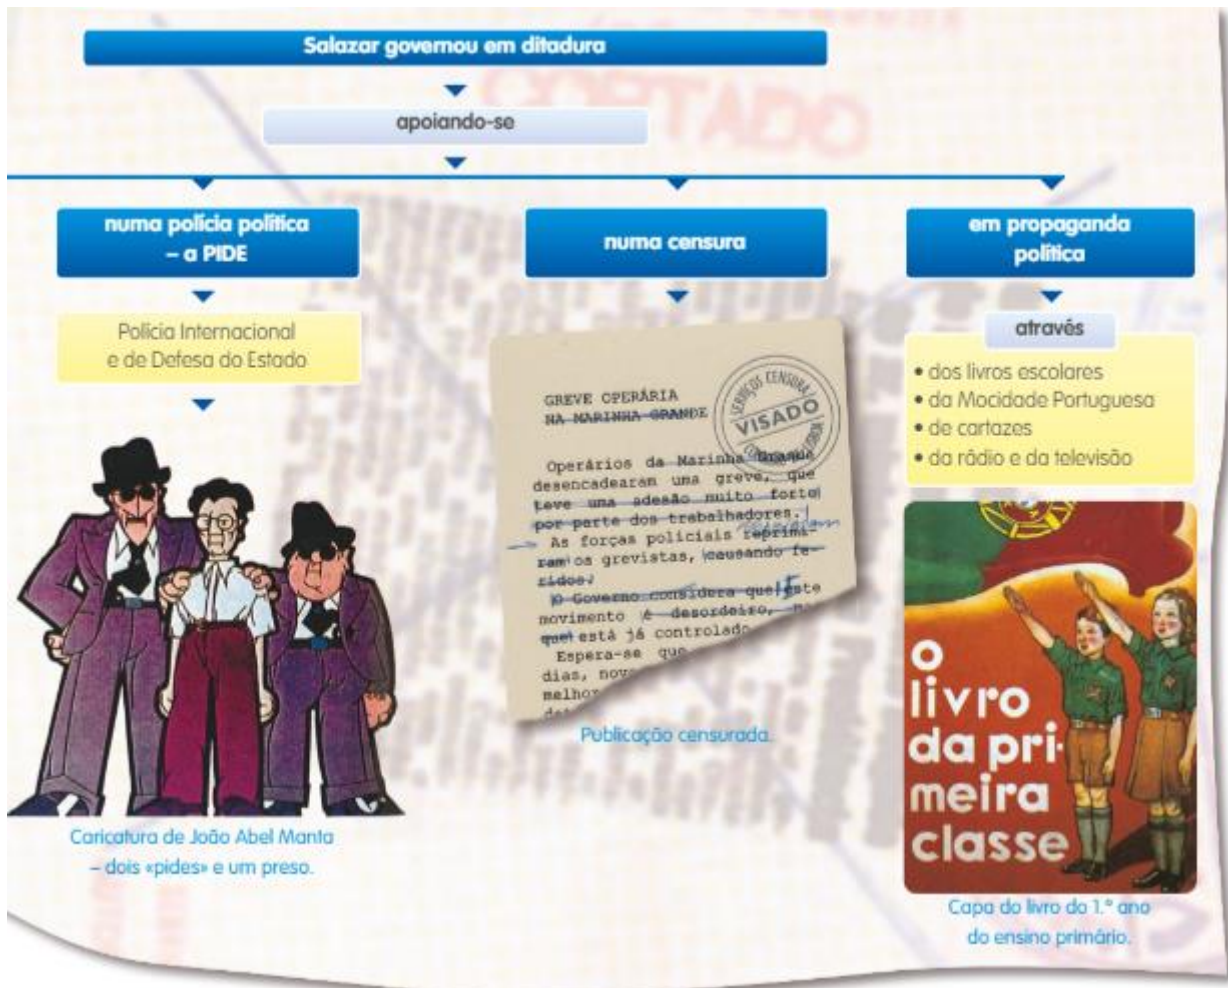 Salazar governou em ditadura
CORTADO
apoiando-se
numa polícia política
– a PIDE
Polícia Internacional
e de Defesa do Estado
Caricatura de João Abel Manta
– dois «pides» e um preso.
numa censura
SERVIÇOS CENSURA
VISADO
GREVE OPERÁRIA
NA MARINHA GRANDE
Operários da Marinha Grande
desencadearam uma greve, que
teve uma adesão muito forte
por parte dos trabalhadores.
As forças policiais reprimi-
ram os grevistas, causando fe-
ridos.
O Governo considera que este
movimento é desordeiro,
que está já controlado
Espera-se que
dias,
melhor
Publicação censurada.
em propaganda
política
através
• dos livros escolares
• da Mocidade Portuguesa
• de cartazes
• da rádio e da televisão
o
livro
da pri-
meira
classe
Capa do livro do 1.º ano
do ensino primário.